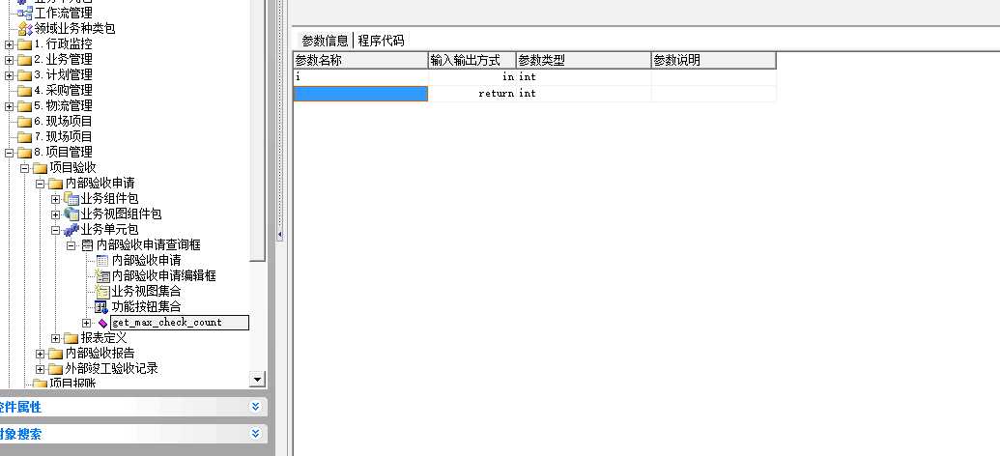 工作流管理
领域业务种类包
1.行政监控
2.业务管理
3.计划管理
4.采购管理
5.物流管理
6.现场项目
7.现场项目
8.项目管理
项目验收
内部验收申请
业务组件包
业务视图组件包
业务单元包
内部验收申请查询框
内部验收申请
内部验收申请编辑框
业务视图集合
功能按钮集合
get_max_check_count
报表定义
内部验收报告
外部竣工验收记录
项目报账
控件属性
对象搜索
参数信息 程序代码
参数名称 输入输出方式 参数类型 参数说明
i in int
return int